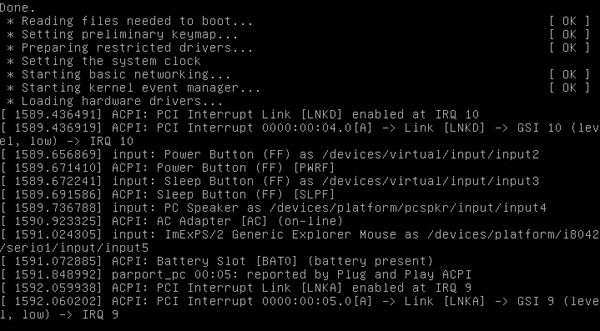 Done.
 * Reading files needed to boot...                                     [ OK ]
 * Setting preliminary keymap...                                       [ OK ]
 * Preparing restricted drivers...                                     [ OK ]
 * Setting the system clock
 * Starting basic networking...                                        [ OK ]
 * Starting kernel event manager...                                    [ OK ]
 * Loading hardware drivers...
[ 1589.436491] ACPI: PCI Interrupt Link [LNKD] enabled at IRQ 10
[ 1589.436919] ACPI: PCI Interrupt 0000:00:04.0[A] -> Link [LNKD] -> GSI 10 (lev
el, low) -> IRQ 10
[ 1589.656869] input: Power Button (FF) as /devices/virtual/input/input2
[ 1589.671410] ACPI: Power Button (FF) [PWRF]
[ 1589.672241] input: Sleep Button (FF) as /devices/virtual/input/input3
[ 1589.691586] ACPI: Sleep Button (FF) [SLPF]
[ 1589.736788] input: PC Speaker as /devices/platform/pcspkr/input/input4
[ 1590.923325] ACPI: AC Adapter [AC] (on-line)
[ 1591.024305] input: ImExPS/2 Generic Explorer Mouse as /devices/platform/i8042
/serio1/input/input5
[ 1591.072885] ACPI: Battery Slot [BAT0] (battery present)
[ 1591.848992] parport_pc 00:05: reported by Plug and Play ACPI
[ 1592.059938] ACPI: PCI Interrupt Link [LNKA] enabled at IRQ 9
[ 1592.060202] ACPI: PCI Interrupt 0000:00:05.0[A] -> Link [LNKA] -> GSI 9 (leve
l, low) -> IRQ 9